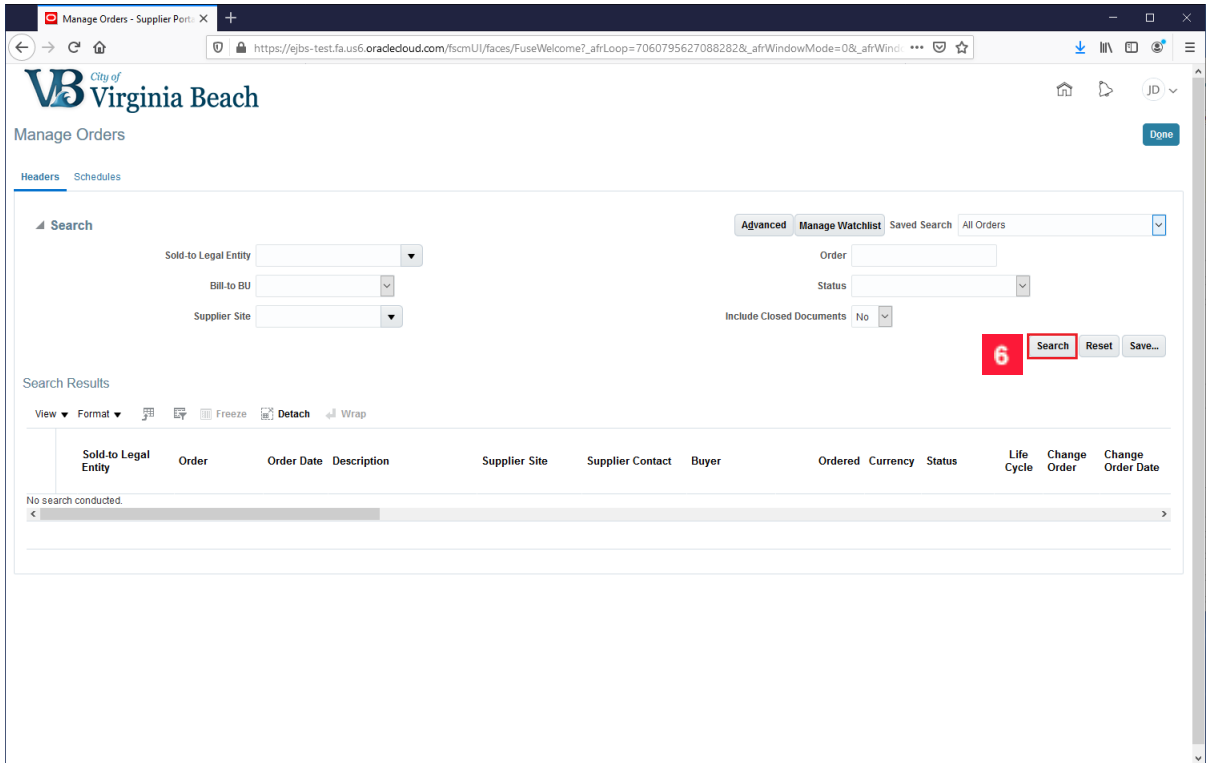 Manage Orders - Supplier Porta
https://ejbs-test.fa.us6.oraclecloud.com/fscmUI/faces/FuseWelcome?_afrLoop=7060795627088282&_afrWindowMode=0&_afrWind
VB City of Virginia Beach
JD
Manage Orders
Done
Headers Schedules
Search
Advanced Manage Watchlist Saved Search All Orders
Sold-to Legal Entity Order
Bill-to BU Status
Supplier Site Include Closed Documents No
6 Search Reset Save...
Search Results
View Format Freeze Detach Wrap
Sold-to Legal Entity Order Order Date Description Supplier Site Supplier Contact Buyer Ordered Currency Status Life Cycle Change Order Change Order Date
No search conducted.